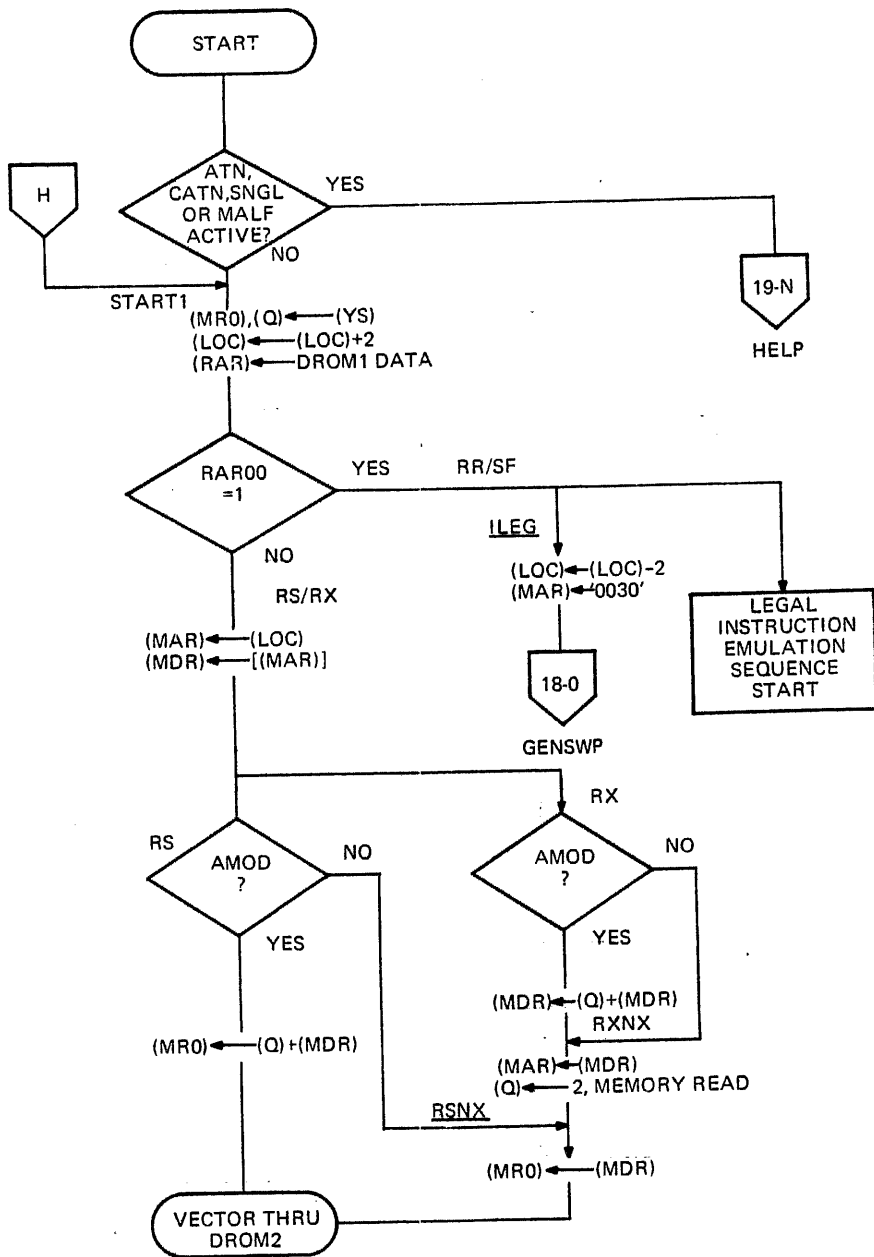 START
ATN,
CATN,SNGL
OR MALF
ACTIVE?
YES
NO
H
START1
19-N
HELP
(MR0),(Q)←(YS)
(LOC)←(LOC)+2
(RAR)←DROM1 DATA
RAR00
=1
YES
RR/SF
NO
RS/RX
ILEG
(LOC)←(LOC)-2
(MAR)←'0030'
18-0
GENSWP
LEGAL
INSTRUCTION
EMULATION
SEQUENCE
START
(MAR)←(LOC)
(MDR)←[(MAR)]
RS
AMOD
?
NO
YES
RX
AMOD
?
NO
YES
(MDR)←(Q)+(MDR)
RXNX
(MR0)←(Q)+(MDR)
(MAR)←(MDR)
(Q)←2, MEMORY READ
RSNX
(MR0)←(MDR)
VECTOR THRU
DROM2